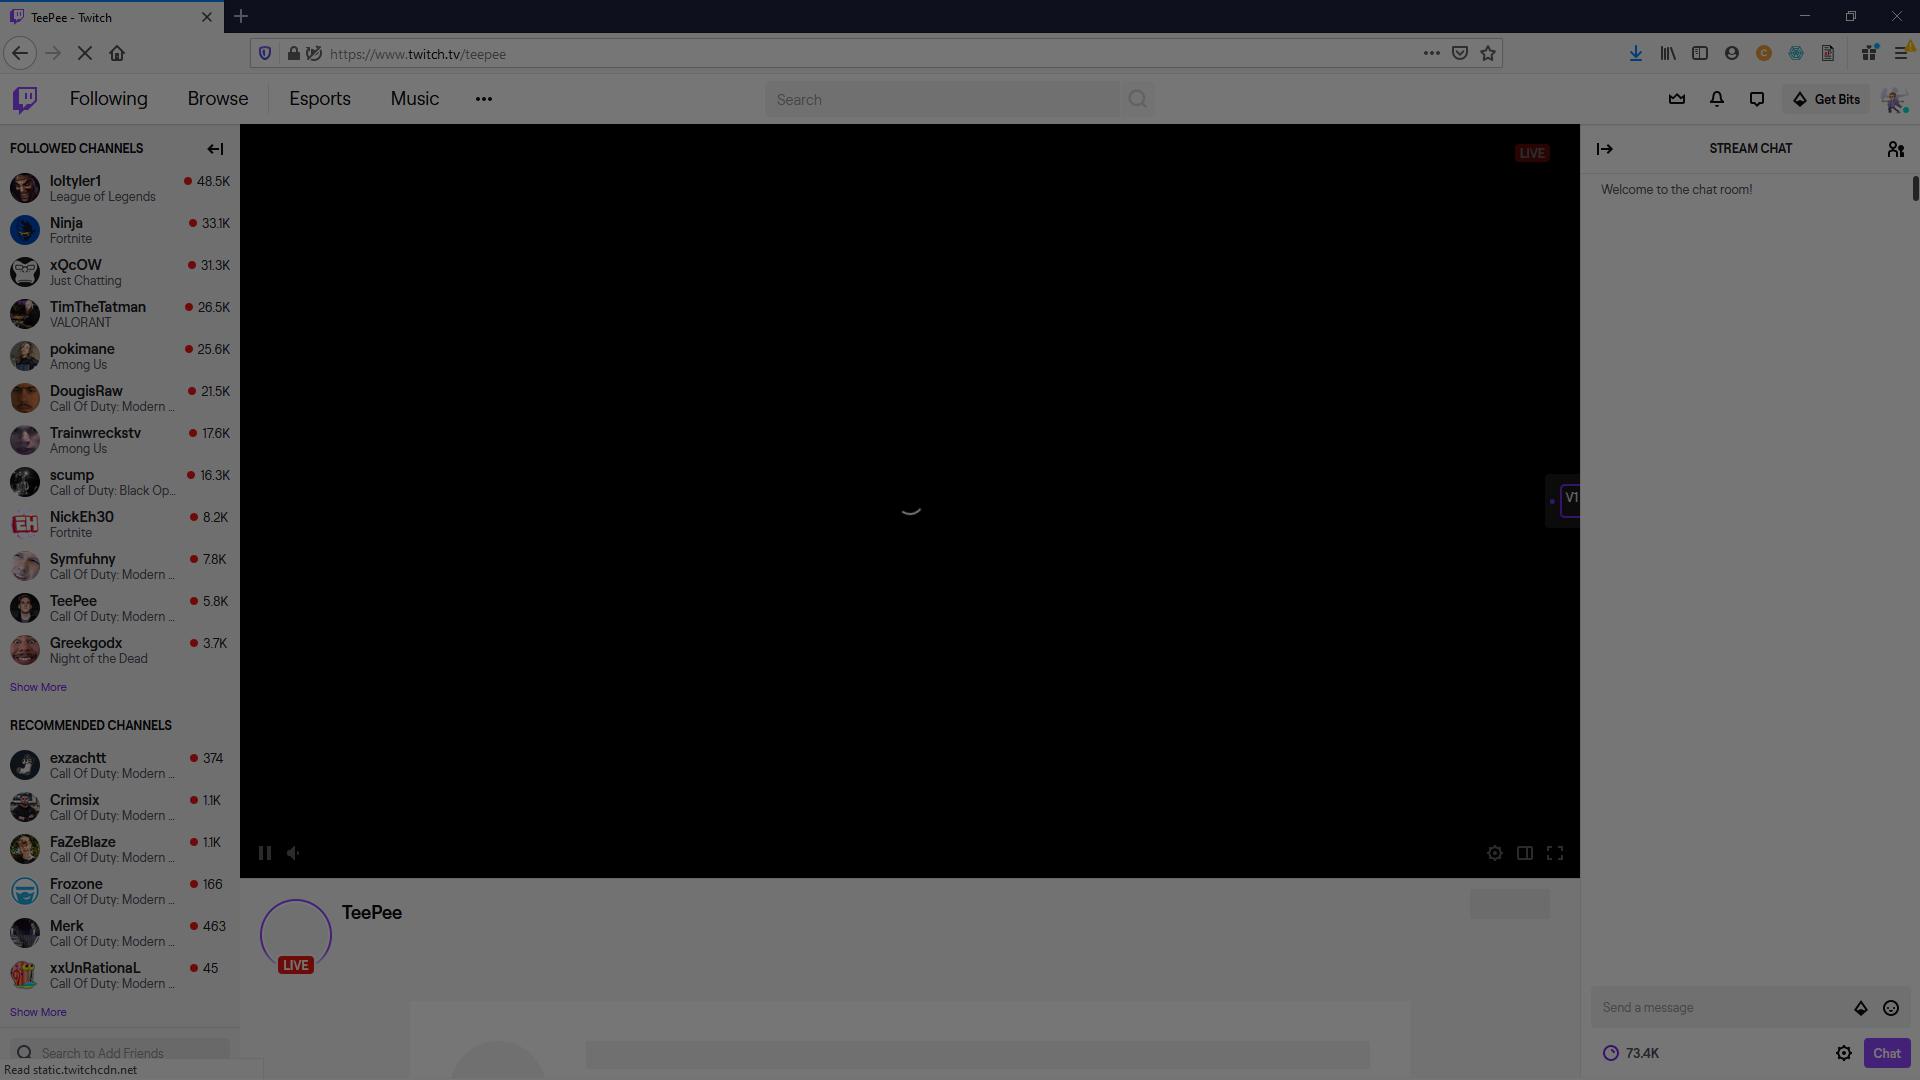 TeePee - Twitch
https://www.twitch.tv/teepee
Following
Browse
Esports
Music
Search
Get Bits
FOLLOWED CHANNELS
loltyler1
48.5K
League of Legends
Ninja
33.1K
Fortnite
xQcOW
31.3K
Just Chatting
TimTheTatman
26.5K
VALORANT
pokimane
25.6K
Among Us
DougisRaw
21.5K
Call Of Duty: Modern ...
Trainwreckstv
17.6K
Among Us
scump
16.3K
Call of Duty: Black Op...
NickEh30
8.2K
Fortnite
Symfuhny
7.8K
Call Of Duty: Modern ...
TeePee
5.8K
Call Of Duty: Modern ...
Greekgodx
3.7K
Night of the Dead
Show More
RECOMMENDED CHANNELS
exzachtt
374
Call Of Duty: Modern ...
Crimsix
1.1K
Call Of Duty: Modern ...
FaZeBlaze
1.1K
Call Of Duty: Modern ...
Frozone
166
Call Of Duty: Modern ...
Merk
463
Call Of Duty: Modern ...
xxUnRationaL
45
Call Of Duty: Modern ...
Show More
Search to Add Friends
Read static.twitchcdn.net
LIVE
V1
TeePee
LIVE
STREAM CHAT
Welcome to the chat room!
Send a message
73.4K
Chat